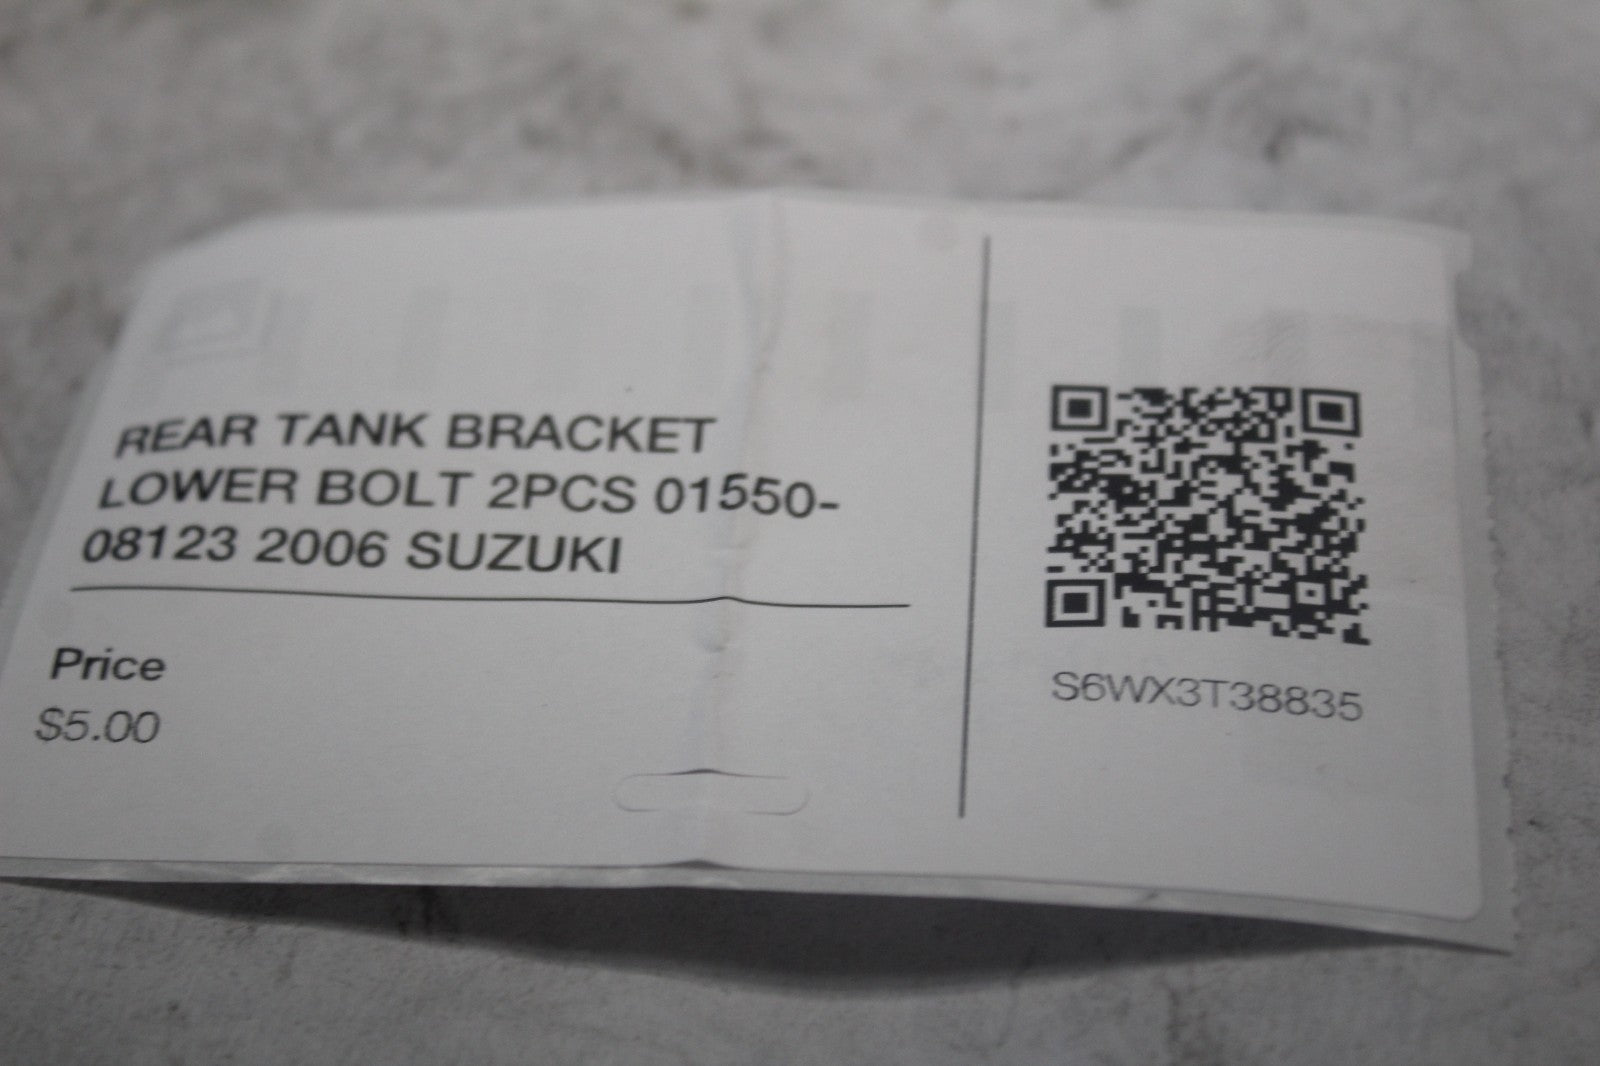 REAR TANK BRACKET
LOWER BOLT 2PCS 01550-
08123 2006 SUZUKI
Price
$5.00
S6WX3T38835